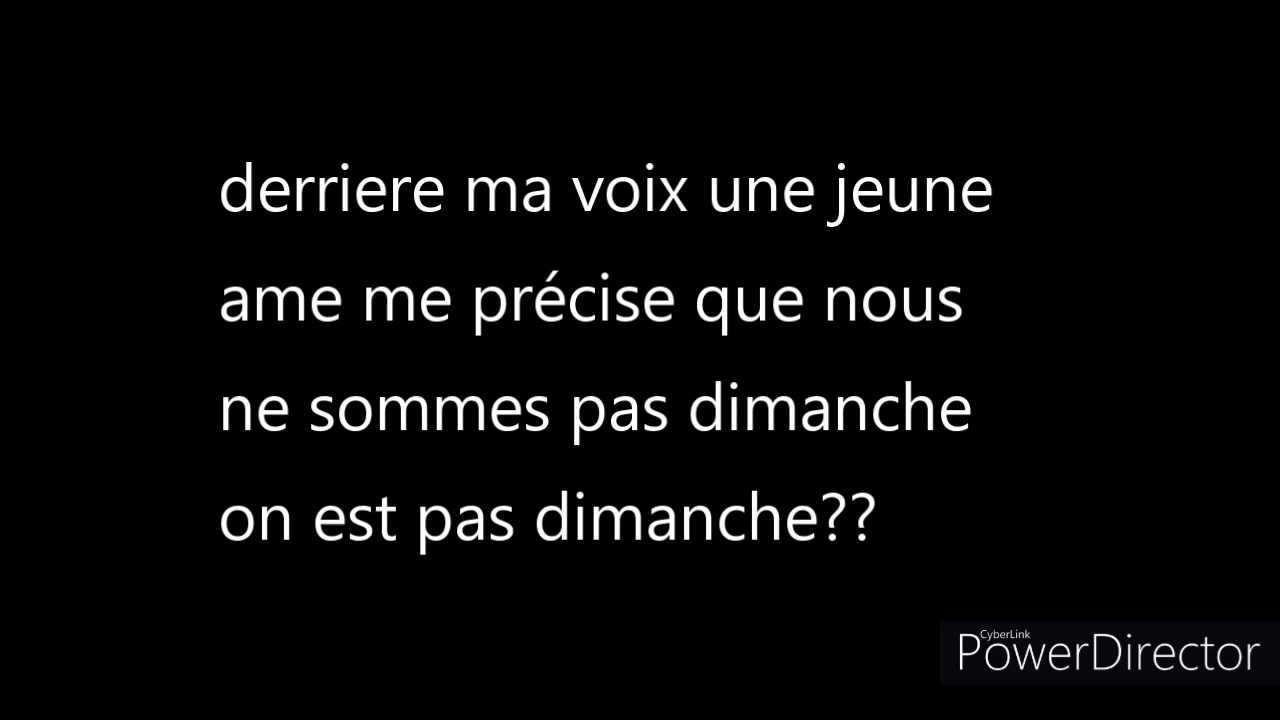 derriere ma voix une jeune
ame me précise que nous
ne sommes pas dimanche
on est pas dimanche??
CyberLink
PowerDirector